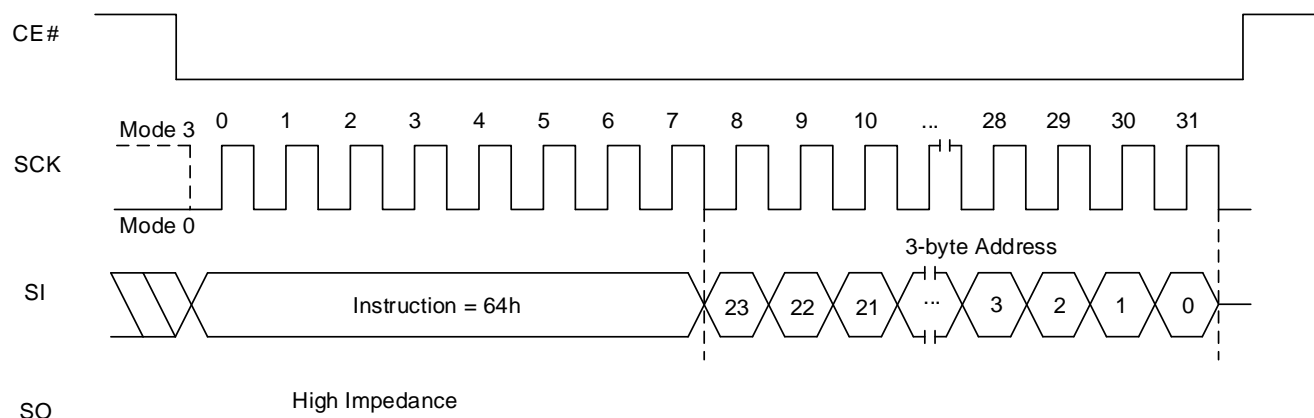 CE#
Mode 3
0 1 2 3 4 5 6 7 8 9 10 ... 28 29 30 31
SCK
Mode 0
3-byte Address
SI
Instruction = 64h
23 22 21 ... 3 2 1 0
High Impedance
SO